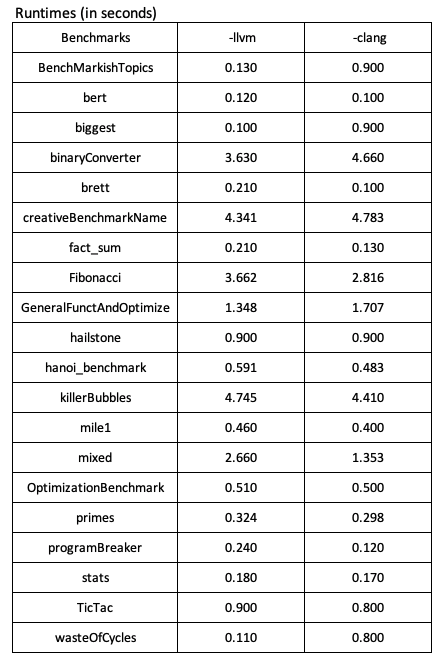 Runtimes (in seconds)
Benchmarks -llvm -clang
BenchMarkishTopics 0.130 0.900
bert 0.120 0.100
biggest 0.100 0.900
binaryConverter 3.630 4.660
brett 0.210 0.100
creativeBenchmarkName 4.341 4.783
fact_sum 0.210 0.130
Fibonacci 3.662 2.816
GeneralFunctAndOptimize 1.348 1.707
hailstone 0.900 0.900
hanoi_benchmark 0.591 0.483
killerBubbles 4.745 4.410
mile1 0.460 0.400
mixed 2.660 1.353
OptimizationBenchmark 0.510 0.500
primes 0.324 0.298
programBreaker 0.240 0.120
stats 0.180 0.170
TicTac 0.900 0.800
wasteOfCycles 0.110 0.800